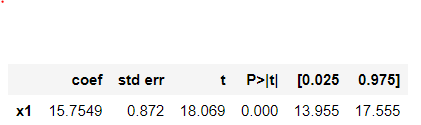 coef std err t P>|t| [0.025 0.975]
x1 15.7549 0.872 18.069 0.000 13.955 17.555